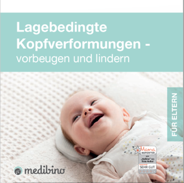 Lagebedingte
Kopfverformungen -
vorbeugen und lindern
FÜR ELTERN
medibino